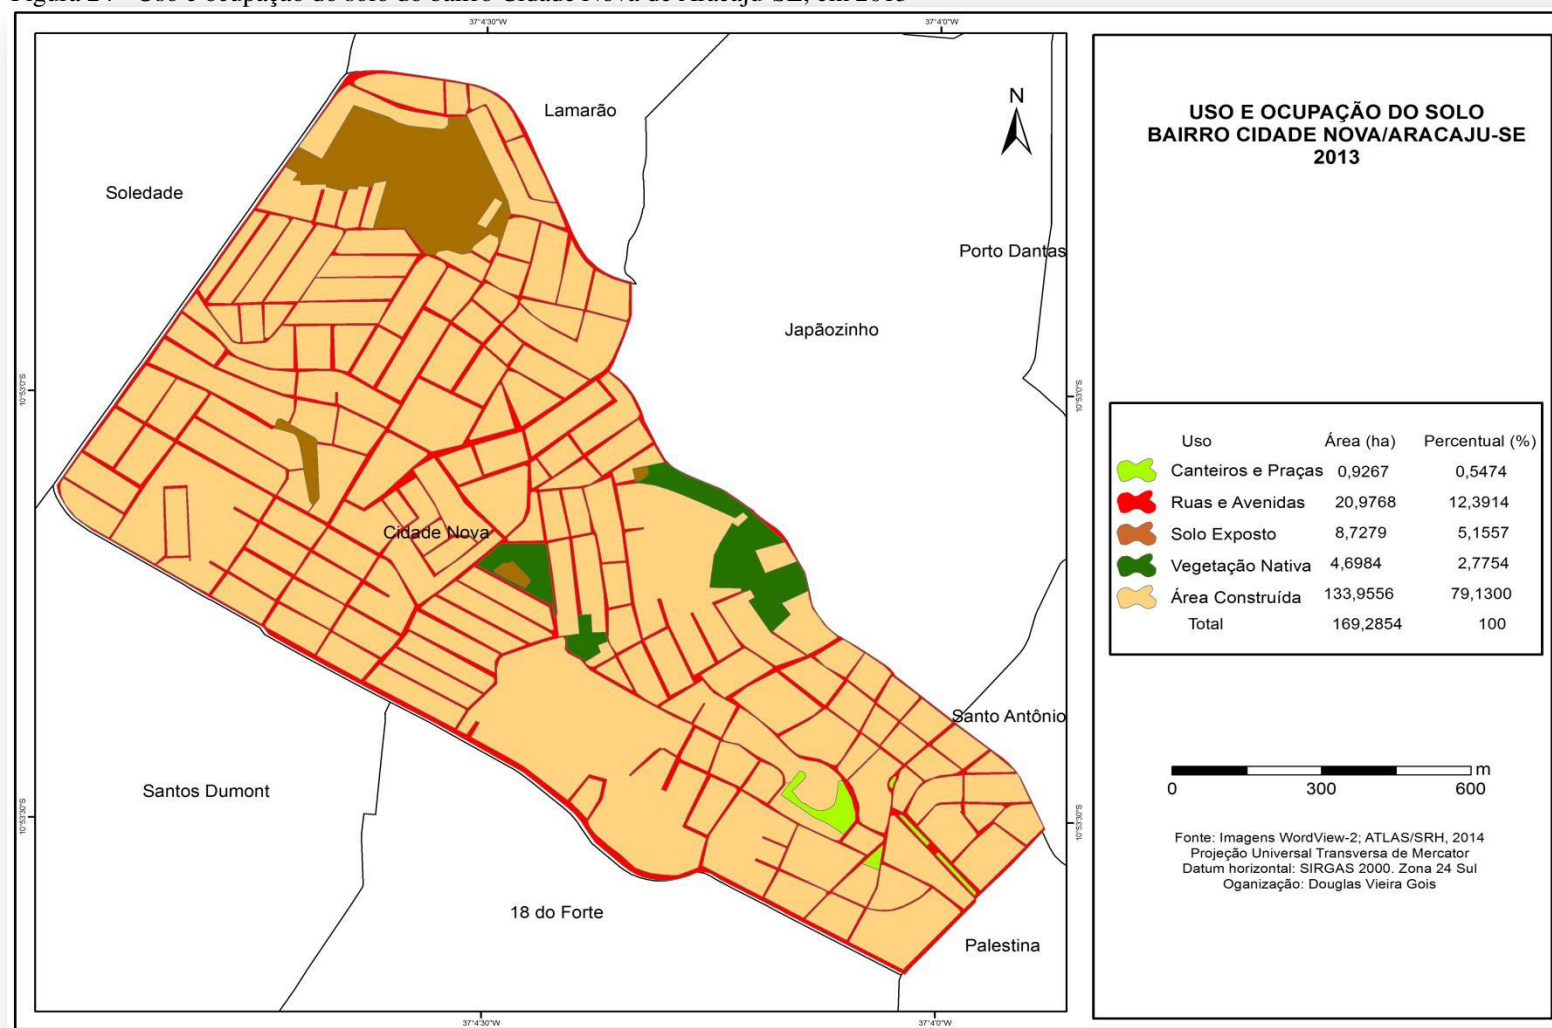 Figura 24 - Uso e ocupação do solo do bairro Cidade Nova de Aracaju-SE, em 2013
37°4'30"W
37°4'0"W
Lamarão
N
Soledade
Porto Dantas
Japãozinho
10°53'0"S
10°53'0"S
Cidade Nova
Santo Antônio
Santos Dumont
10°53'30"S
10°53'30"S
18 do Forte
Palestina
37°4'30"W
37°4'0"W
USO E OCUPAÇÃO DO SOLO
BAIRRO CIDADE NOVA/ARACAJU-SE
2013
Uso Área (ha) Percentual (%)
Canteiros e Praças 0,9267 0,5474
Ruas e Avenidas 20,9768 12,3914
Solo Exposto 8,7279 5,1557
Vegetação Nativa 4,6984 2,7754
Área Construída 133,9556 79,1300
Total 169,2854 100
m
0 300 600
Fonte: Imagens WordView-2; ATLAS/SRH, 2014
Projeção Universal Transversa de Mercator
Datum horizontal: SIRGAS 2000. Zona 24 Sul
Oganização: Douglas Vieira Gois